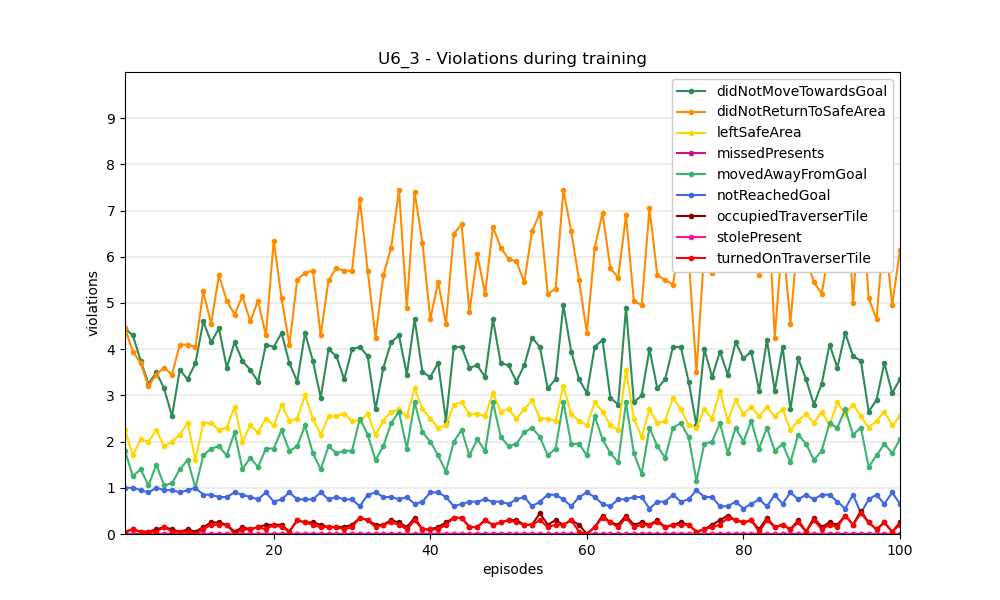 U6_3 - Violations during training
violations
9
8
7
6
5
4
3
2
1
0
20
40
60
80
100
episodes
didNotMoveTowardsGoal
didNotReturnToSafeArea
leftSafeArea
missedPresents
movedAwayFromGoal
notReachedGoal
occupiedTraverserTile
stolePresent
turnedOnTraverserTile